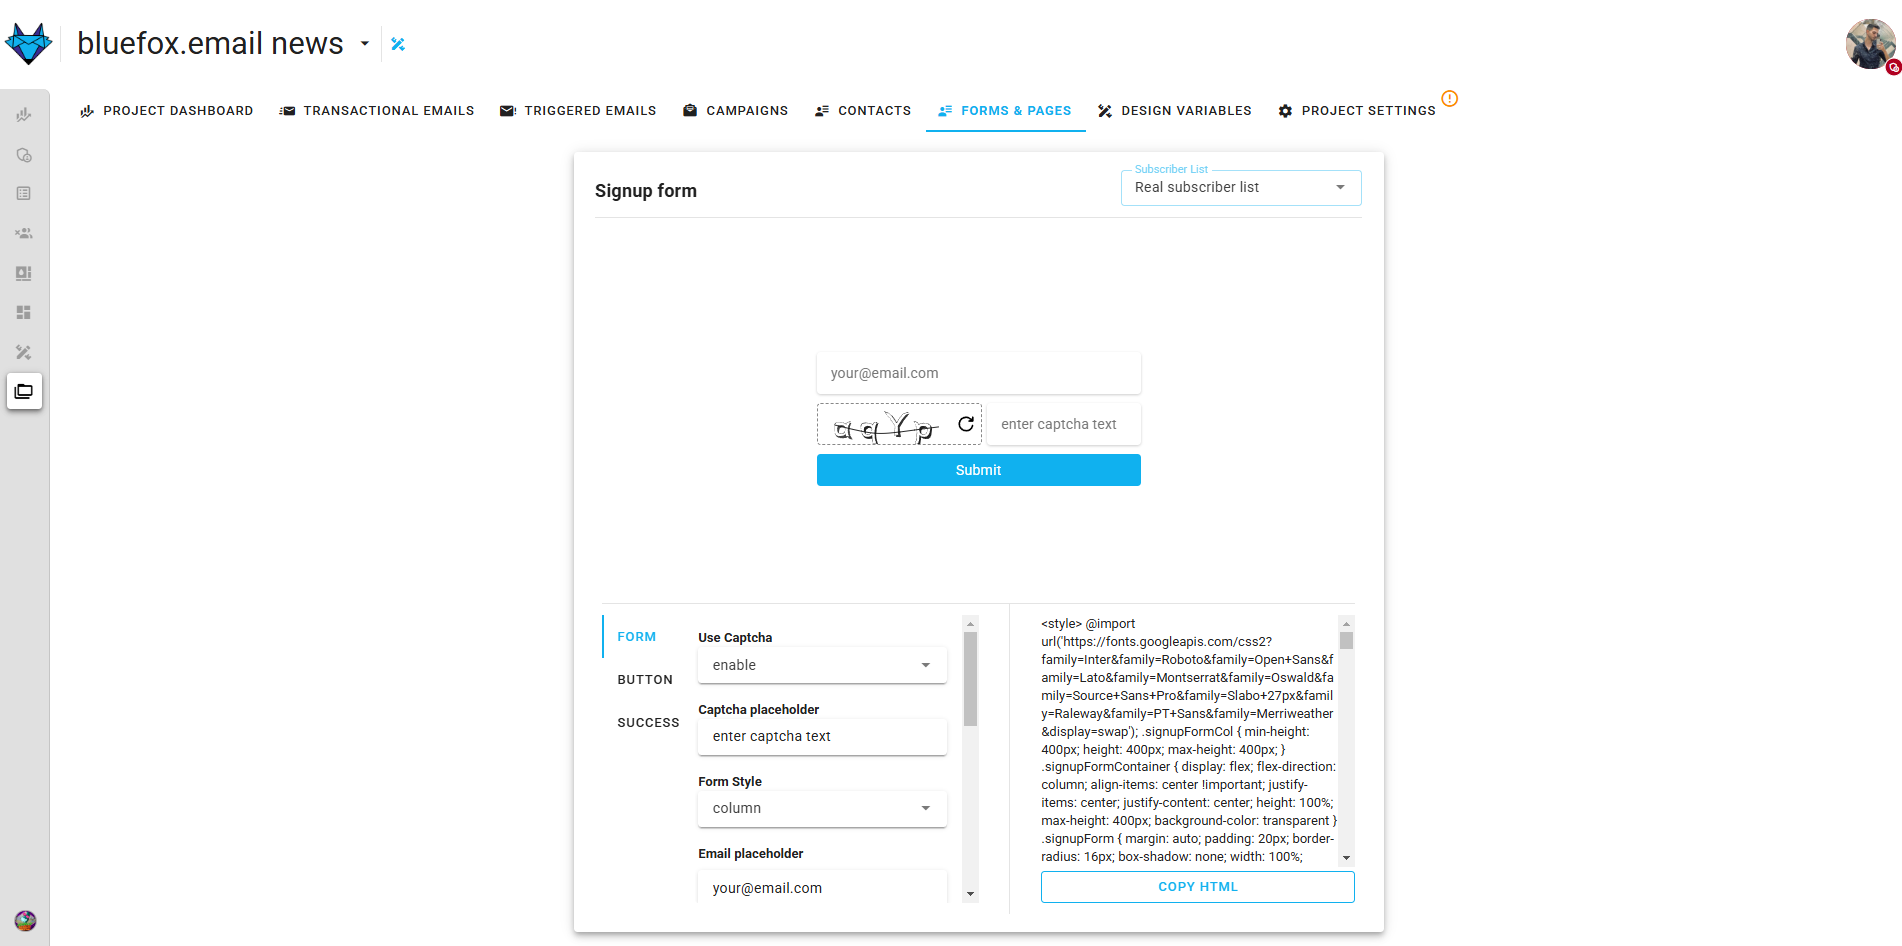 bluefox.email news
PROJECT DASHBOARD
TRANSACTIONAL EMAILS
TRIGGERED EMAILS
CAMPAIGNS
CONTACTS
FORMS & PAGES
DESIGN VARIABLES
PROJECT SETTINGS
Signup form
Subscriber List
Real subscriber list
your@email.com
enter captcha text
Submit
FORM
BUTTON
SUCCESS
Use Captcha
enable
Captcha placeholder
enter captcha text
Form Style
column
Email placeholder
your@email.com
<style> @import
url('https://fonts.googleapis.com/css2?
family=Inter&family=Roboto&family=Open+Sans&f
amily=Lato&family=Montserrat&family=Oswald&fa
mily=Source+Sans+Pro&family=Slabo+27px&famil
y=Raleway&family=PT+Sans&family=Merriweather
&display=swap'); .signupFormCol { min-height:
400px; height: 400px; max-height: 400px; }
.signupFormContainer { display: flex; flex-direction:
column; align-items: center !important; justify-
items: center; justify-content: center; height: 100%;
max-height: 400px; background-color: transparent }
.signupForm { margin: auto; padding: 20px; border-
radius: 16px; box-shadow: none; width: 100%;
COPY HTML